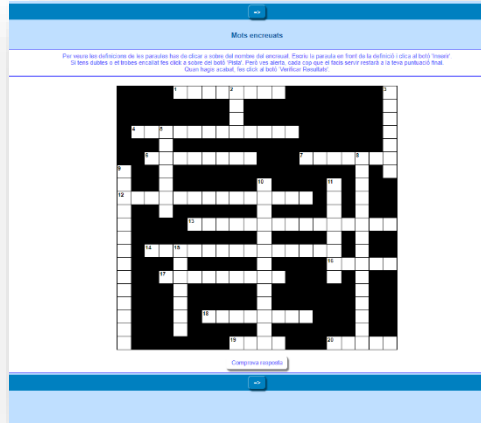 =>
Mots encreuats
Per veure les definicions de les paraules has de clicar a sobre del nombre del encreuat. Escriu la paraula en front de la definició i clica al botó 'Insert'.
Si tens dubtes o et trobes encallat fes click a sobre del botó 'Pista'. Però ves alerta, cada cop que el facis servir restarà a la teva puntuació final.
Quan hagis acabat, fes click al botó 'Verificar Resultats'.
1 2 3
4 5
6 7 8
9
10 11
12
13
14 15
16
17
18
19 20
Comprova resposta
=>